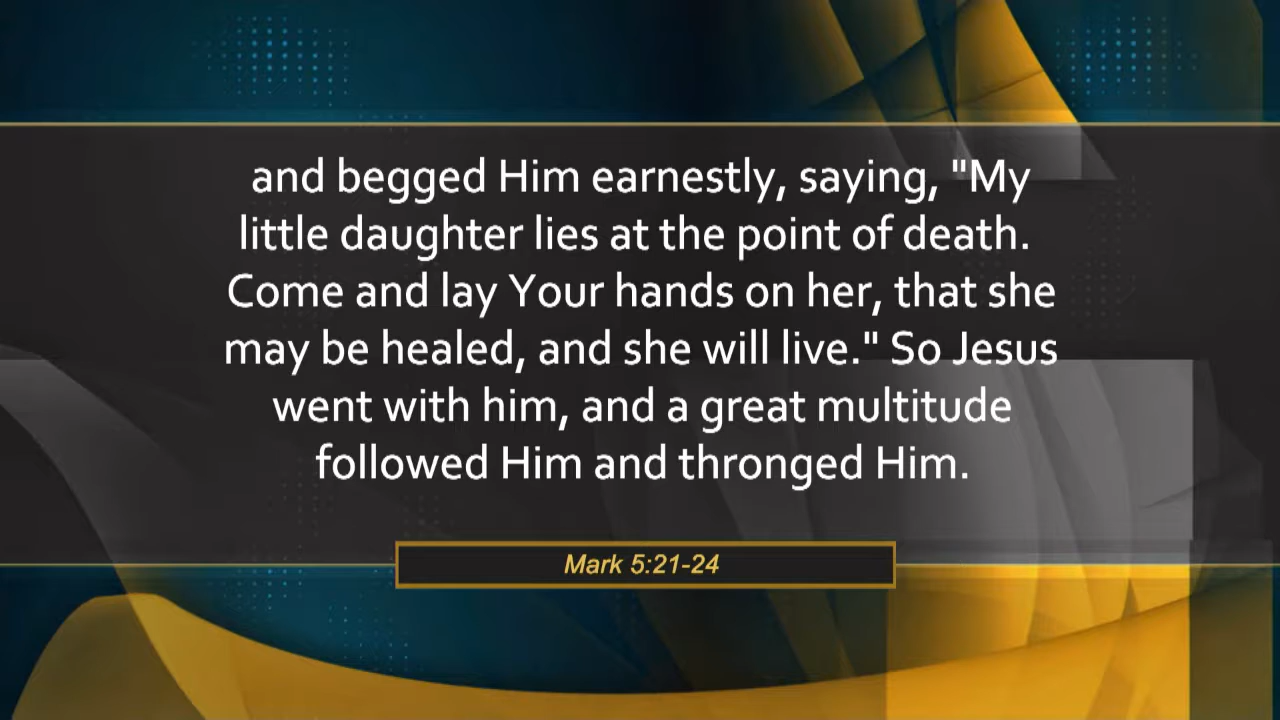 and begged Him earnestly, saying, "My
little daughter lies at the point of death.
Come and lay Your hands on her, that she
may be healed, and she will live." So Jesus
went with him, and a great multitude
followed Him and thronged Him.
Mark 5:21-24